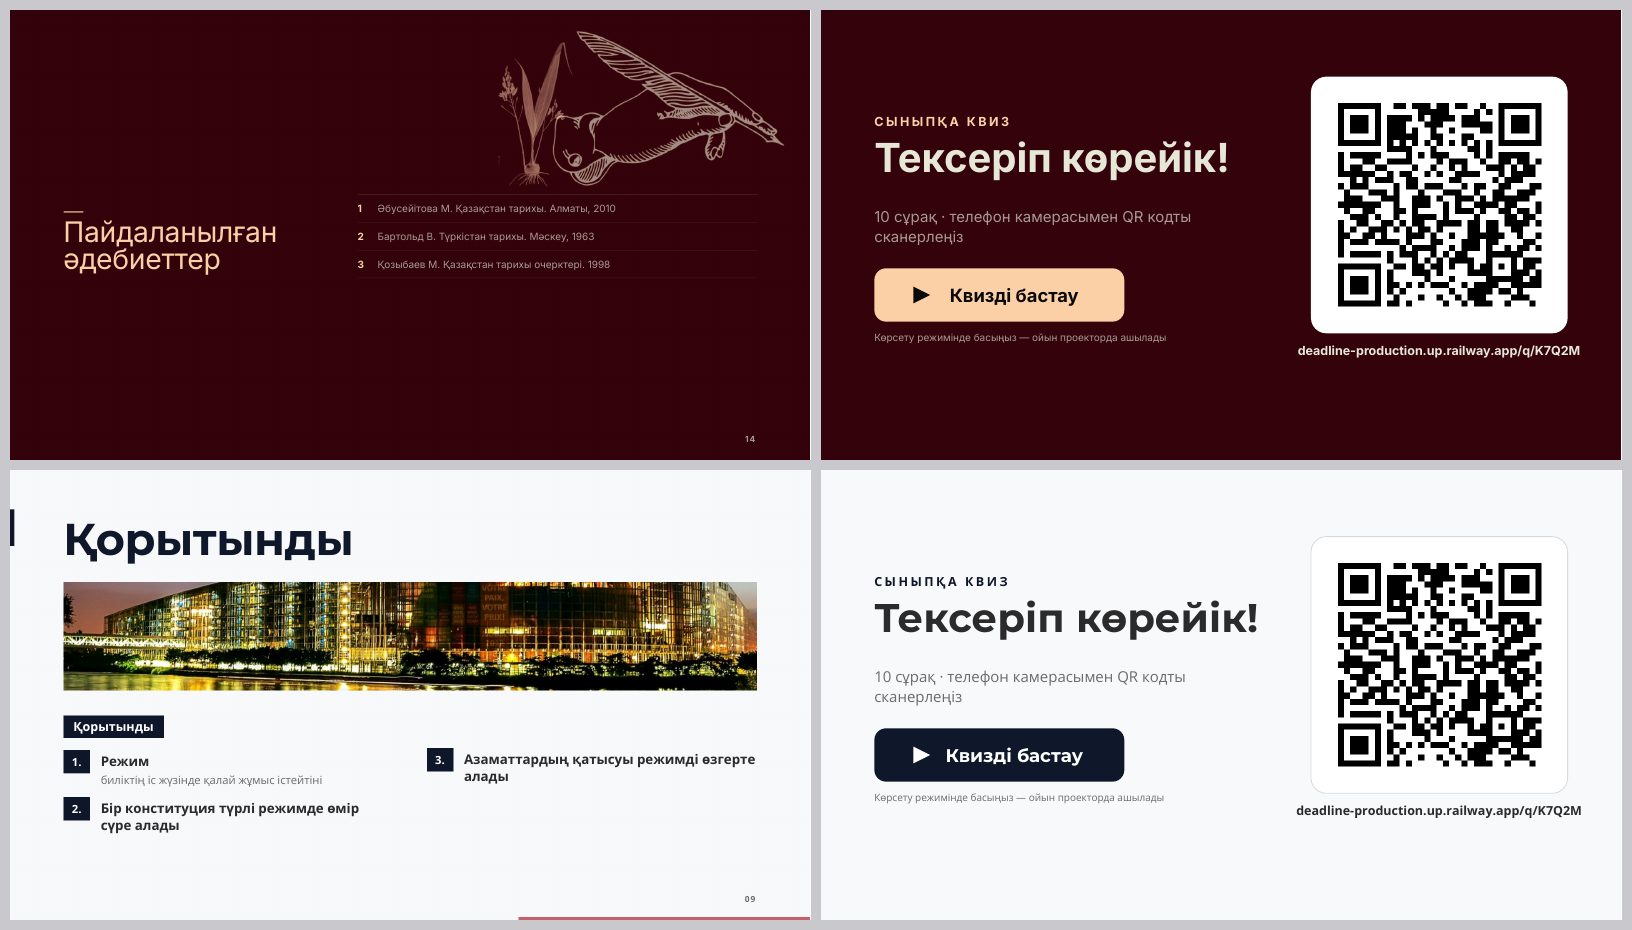 Пайдаланылған
әдебиеттер
1 Әбусейітова М. Қазақстан тарихы. Алматы, 2010
2 Бартольд В. Түркістан тарихы. Мәскеу, 1963
3 Қозыбаев М. Қазақстан тарихы очерктері. 1998
14
СЫНЫПҚА КВИЗ
Тексеріп көрейік!
10 сұрақ · телефон камерасымен QR кодты
сканерлеңіз
▶ Квизді бастау
Көрсету режимінде басыңыз — ойын проекторда ашылады
deadline-production.up.railway.app/q/K7Q2M
Қорытынды
VOTRE
PAIX,
VOTRE
Қорытынды
1. Режим
биліктің іс жүзінде қалай жұмыс істейтіні
2. Бір конституция түрлі режимде өмір
сүре алады
3. Азаматтардың қатысуы режимді өзгерте
алады
09
СЫНЫПҚА КВИЗ
Тексеріп көрейік!
10 сұрақ · телефон камерасымен QR кодты
сканерлеңіз
▶ Квизді бастау
Көрсету режимінде басыңыз — ойын проекторда ашылады
deadline-production.up.railway.app/q/K7Q2M